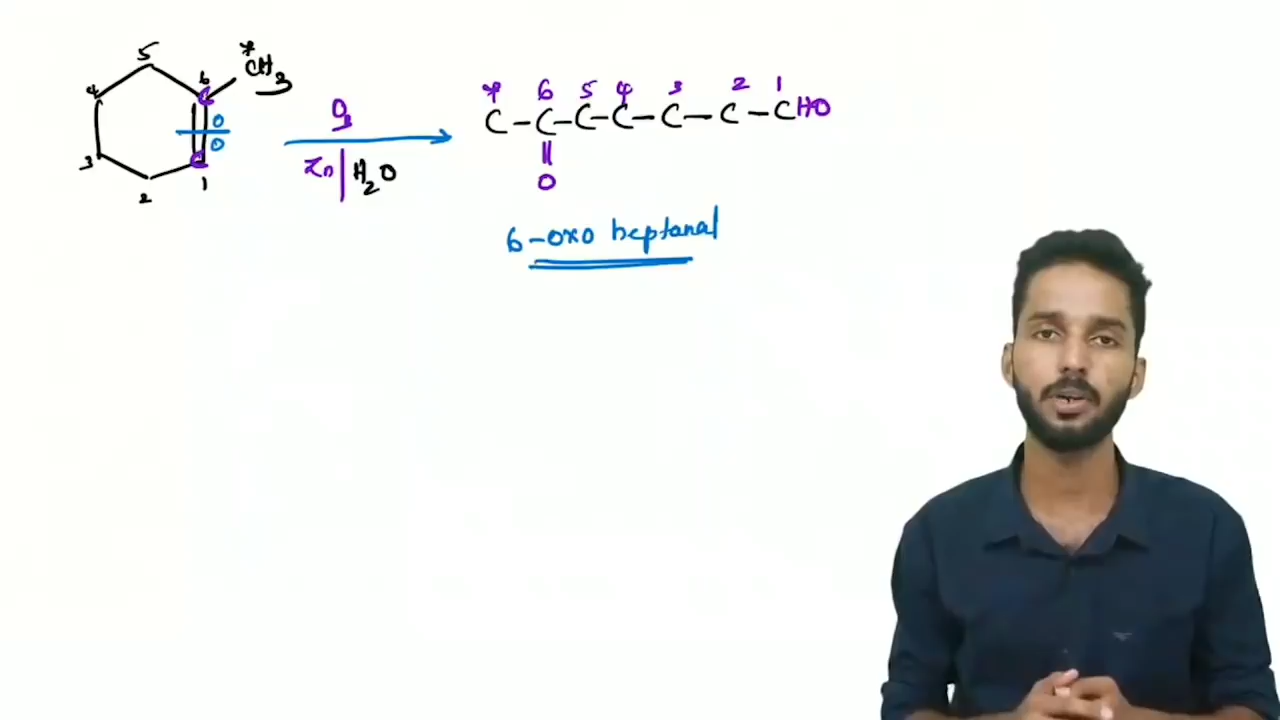 5
6
*
CH3
4
O
O
3
C
C
1
2
O3
Zn | H2O
* 6 5 4 3 2 1
C - C - C - C - C - C - CHO
||
O
6-oxo heptanal